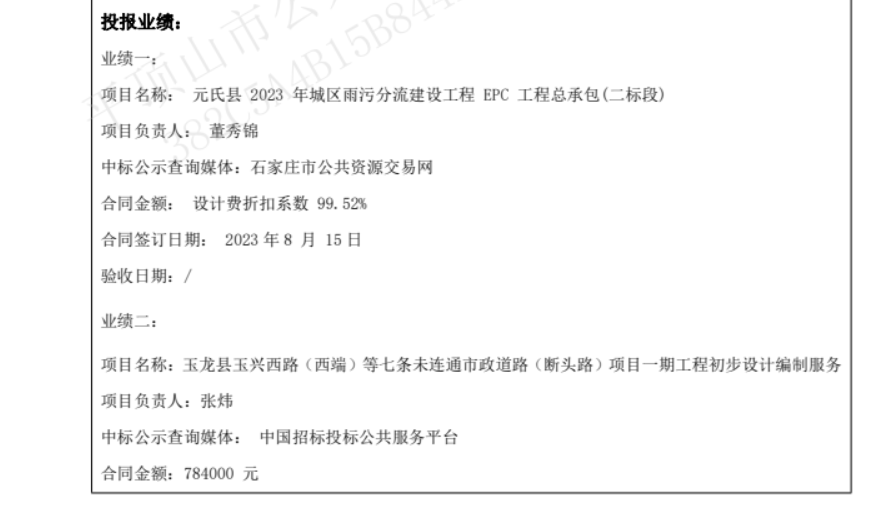 投报业绩：
业绩一：
项目名称： 元氏县 2023 年城区雨污分流建设工程 EPC 工程总承包(二标段)
项目负责人： 董秀锦
中标公示查询媒体：石家庄市公共资源交易网
合同金额： 设计费折扣系数 99.52%
合同签订日期： 2023 年 8 月 15 日
验收日期：/
业绩二：
项目名称：玉龙县玉兴西路（西端）等七条未连通市政道路（断头路）项目一期工程初步设计编制服务
项目负责人：张炜
中标公示查询媒体： 中国招标投标公共服务平台
合同金额：784000 元